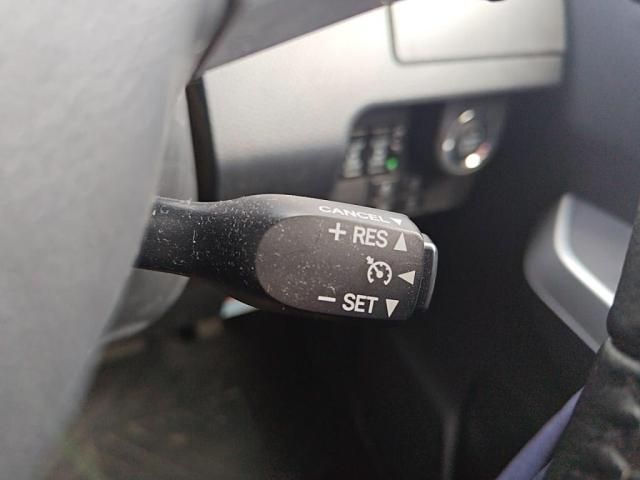 CANCEL▼
+ RES ▲
◀
− SET ▼